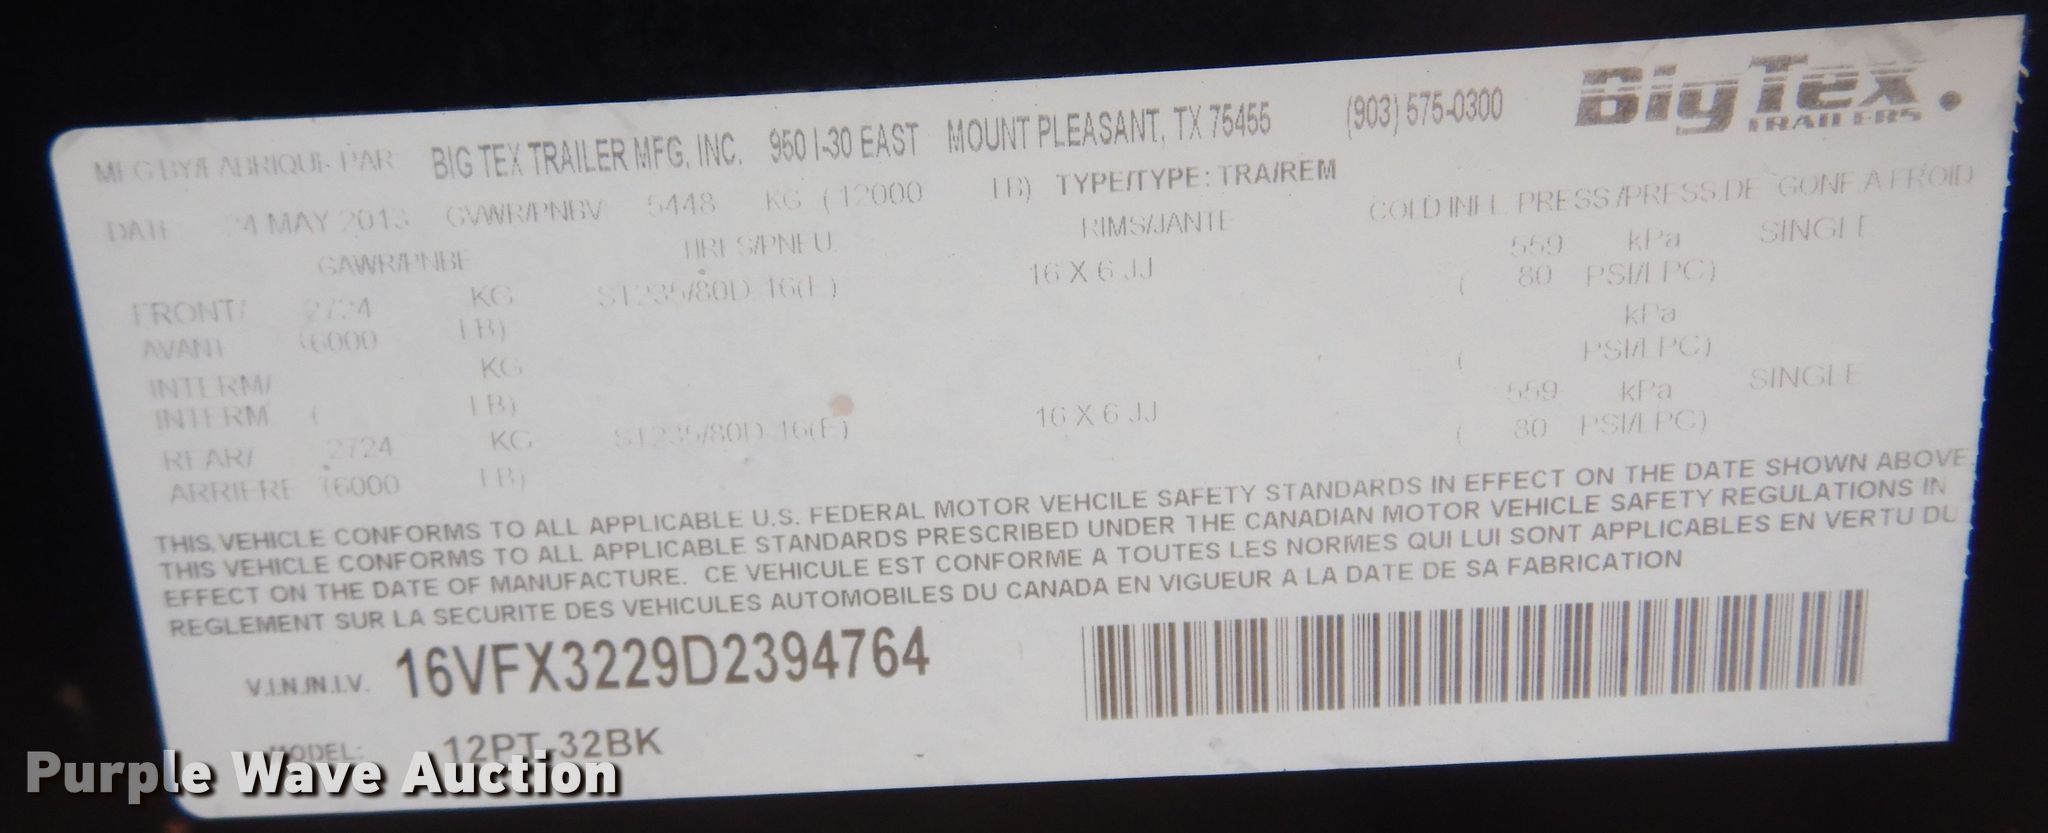 MFG BY/FABRIQUE PAR BIG TEX TRAILER MFG, INC. 950 I-30 EAST MOUNT PLEASANT, TX 75455 (903) 575-0300 BigTex TRAILERS
DATE 24 MAY 2013 GVWR/PNBV 5448 KG (12000 LB) TYPE/TYPE: TRA/REM
GAWR/PNBE TIRES/PNEU RIMS/JANTE COLD INFL. PRESS./PRESS. DE GONF. A FROID
FRONT/ 2724 KG ST235/80D 16(E) 16 X 6 JJ 559 kPa SINGLE
AVANT (6000 LB) ( 80 PSI/LPC)
INTERM/ KG kPa
INTERM ( LB) ( PSI/LPC)
REAR/ 2724 KG ST235/80D 16(E) 16 X 6 JJ 559 kPa SINGLE
ARRIERE (6000 LB) ( 80 PSI/LPC)
THIS VEHICLE CONFORMS TO ALL APPLICABLE U.S. FEDERAL MOTOR VEHCILE SAFETY STANDARDS IN EFFECT ON THE DATE SHOWN ABOVE
THIS VEHICLE CONFORMS TO ALL APPLICABLE STANDARDS PRESCRIBED UNDER THE CANADIAN MOTOR VEHICLE SAFETY REGULATIONS IN
EFFECT ON THE DATE OF MANUFACTURE. CE VEHICULE EST CONFORME A TOUTES LES NORMES QUI LUI SONT APPLICABLES EN VERTU DU
REGLEMENT SUR LA SECURITE DES VEHICULES AUTOMOBILES DU CANADA EN VIGUEUR A LA DATE DE SA FABRICATION
V.I.N./N.I.V. 16VFX3229D2394764
MODEL: 12PT-32BK
Purple Wave Auction